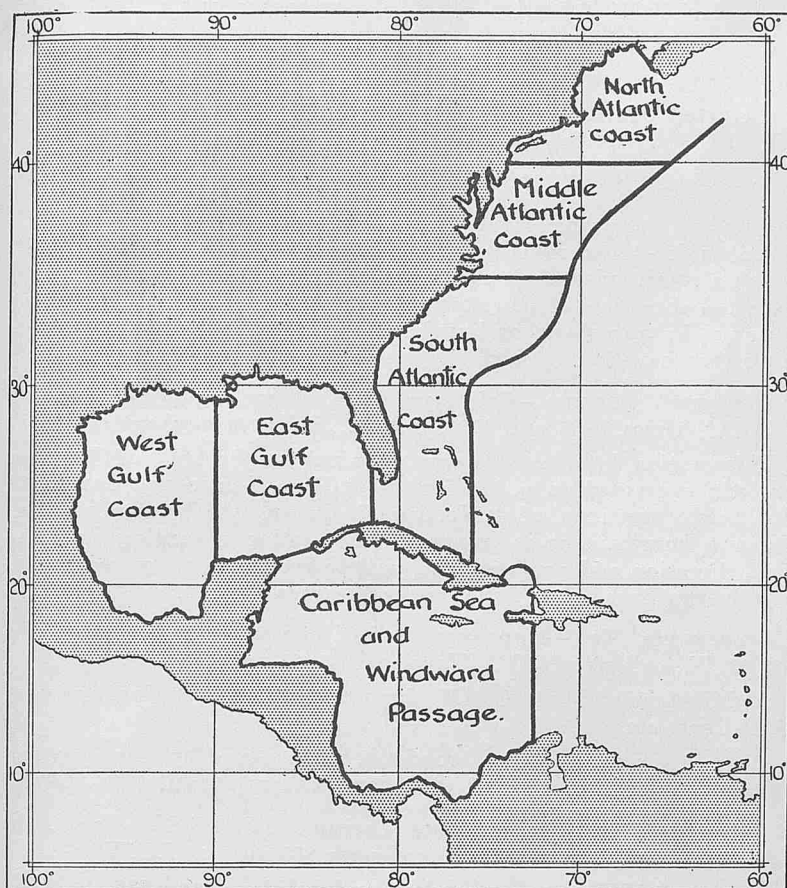 100° 90° 80° 70° 60°
North
Atlantic
coast
40° 40°
Middle
Atlantic
Coast
South
Atlantic
Coast
30° 30°
West
Gulf
Coast
East
Gulf
Coast
20° 20°
Caribbean Sea
and
Windward
Passage.
10° 10°
100° 90° 80° 70° 60°